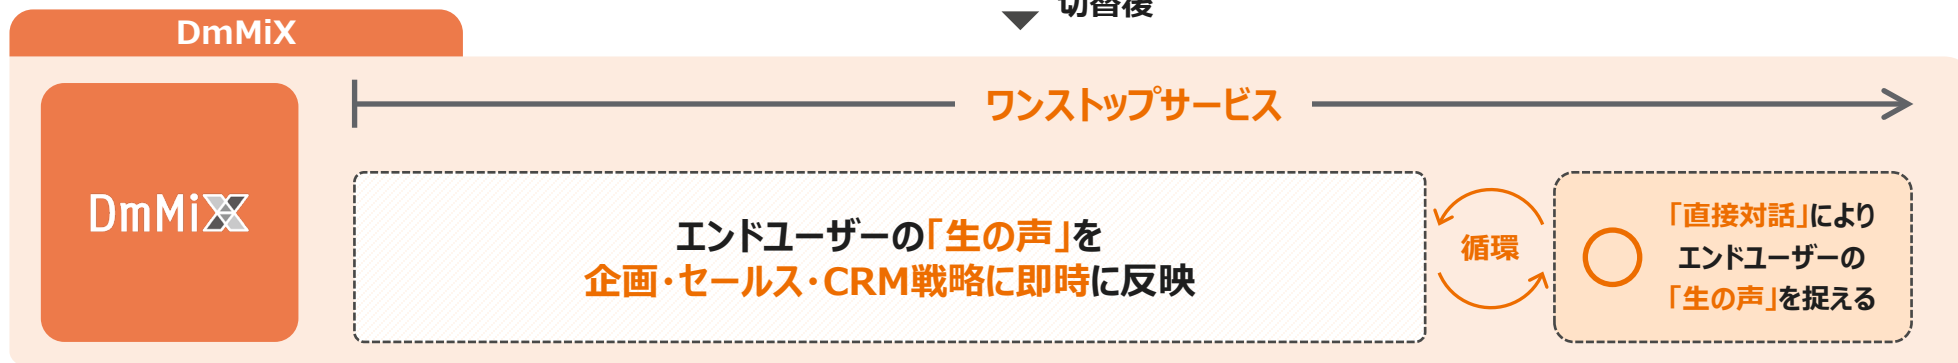 切替後
DmMiX
ワンストップサービス
DmMiX
エンドユーザーの「生の声」を
企画・セールス・CRM戦略に即時に反映
循環
「直接対話」により
エンドユーザーの
「生の声」を捉える